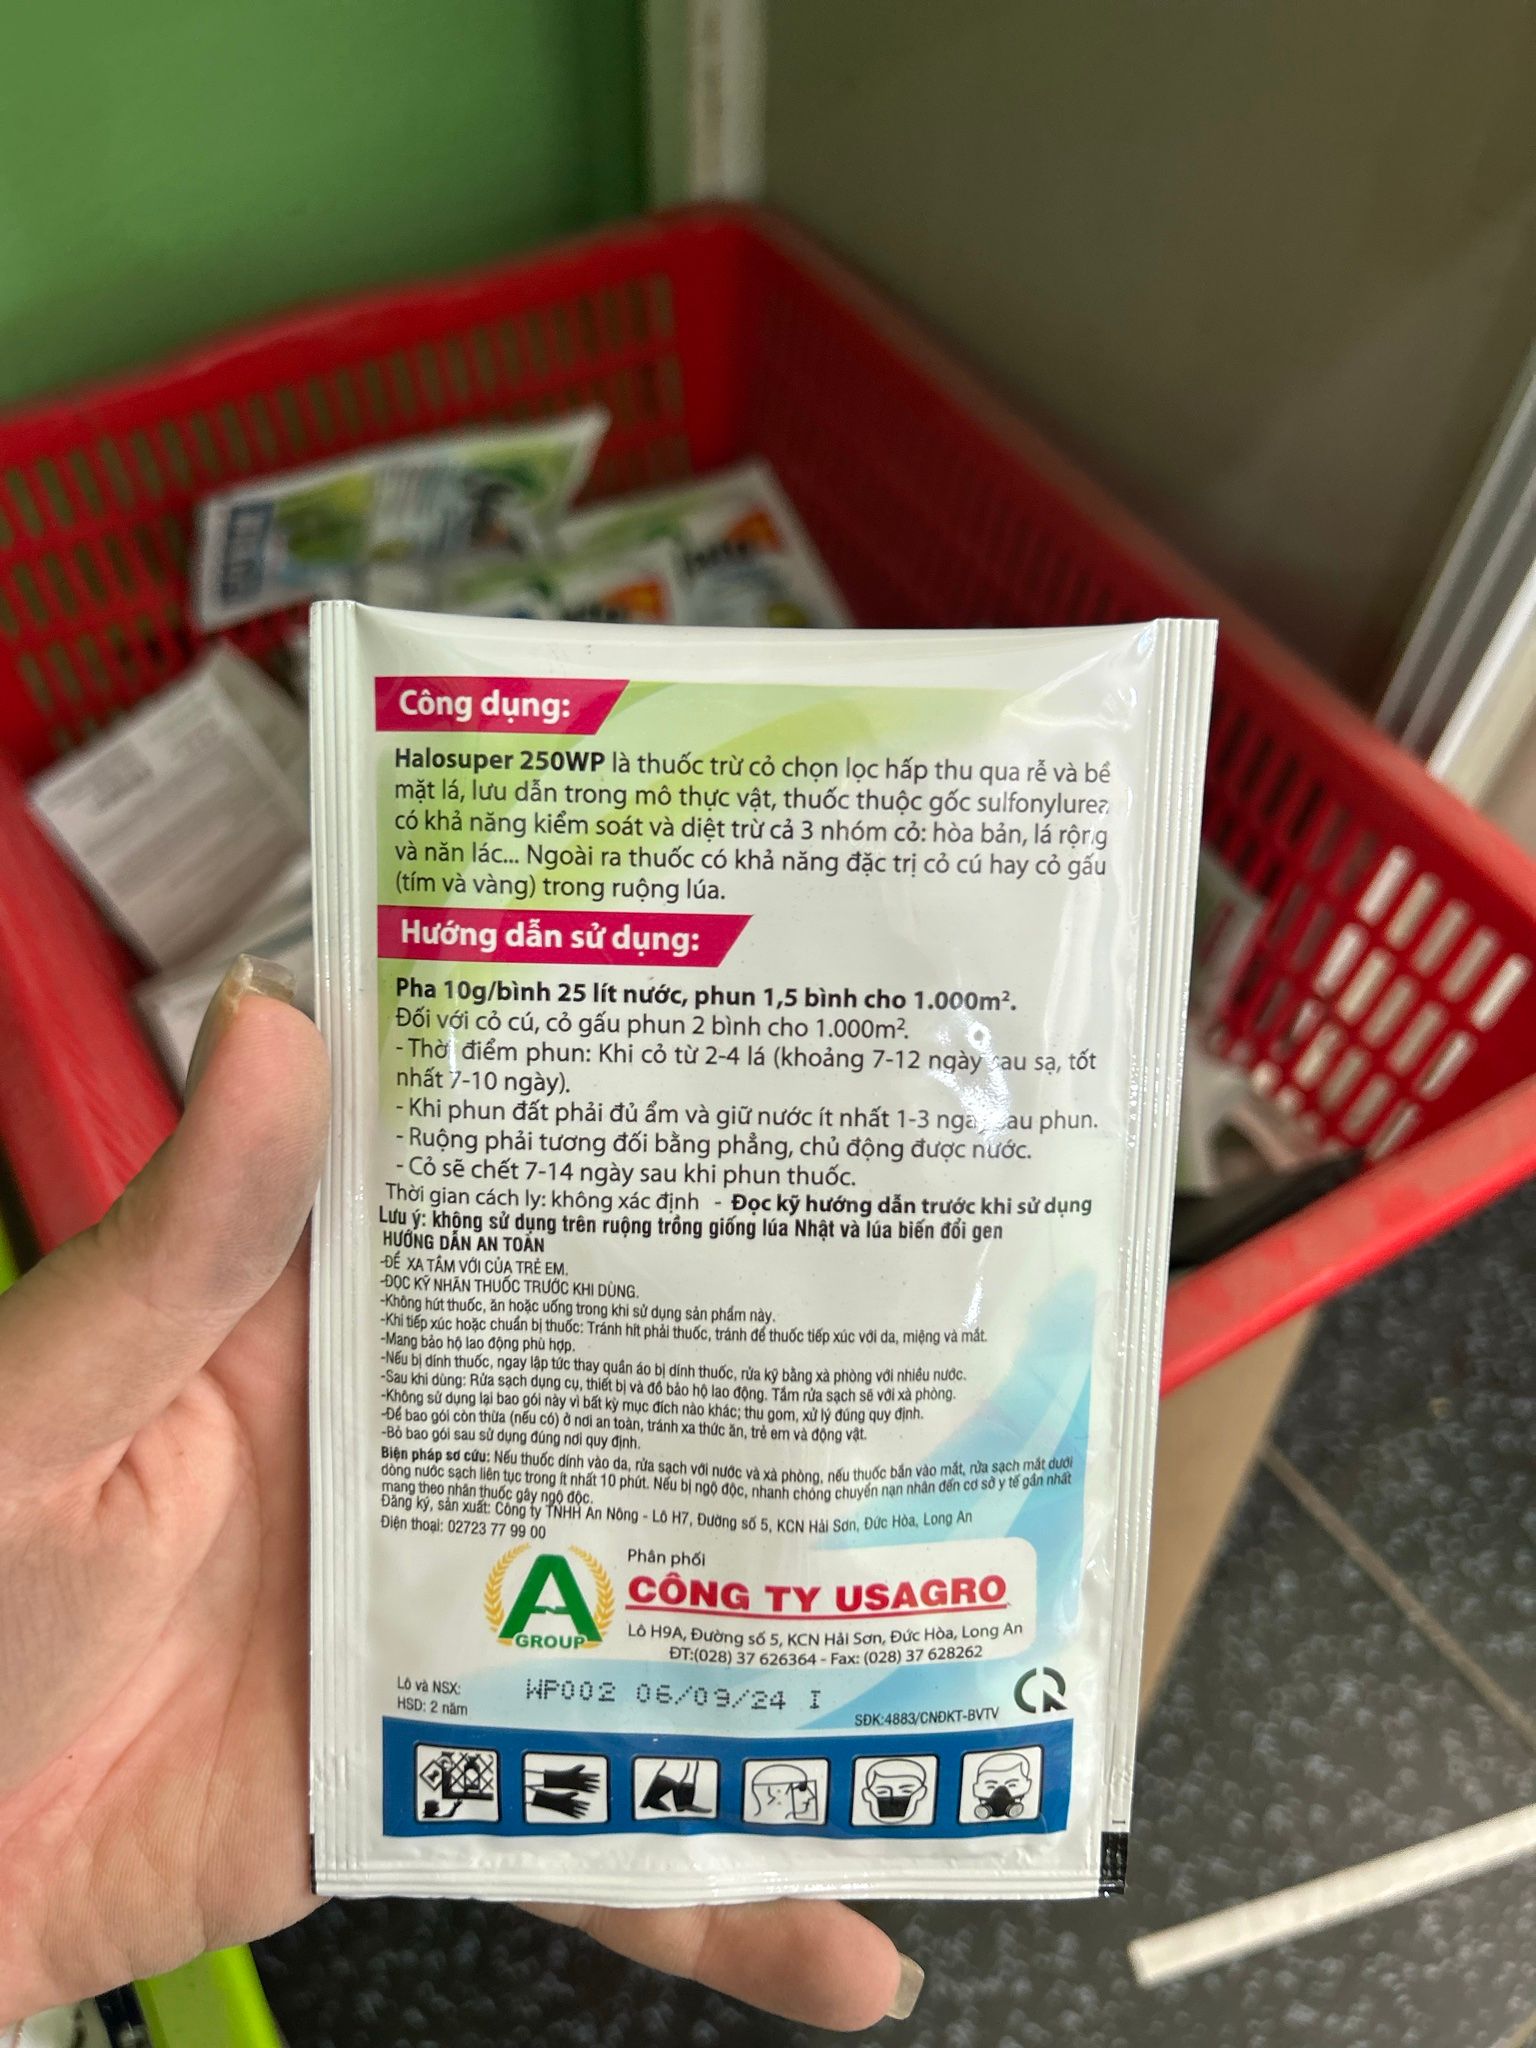 Công dụng:
Halosuper 250WP là thuốc trừ cỏ chọn lọc hấp thu qua rễ và bề
mặt lá, lưu dẫn trong mô thực vật, thuốc thuộc gốc sulfonylurea
có khả năng kiểm soát và diệt trừ cả 3 nhóm cỏ: hòa bản, lá rộng
và năn lác... Ngoài ra thuốc có khả năng đặc trị cỏ cú hay cỏ gấu
(tím và vàng) trong ruộng lúa.
Hướng dẫn sử dụng:
Pha 10g/bình 25 lít nước, phun 1,5 bình cho 1.000m².
Đối với cỏ cú, cỏ gấu phun 2 bình cho 1.000m².
- Thời điểm phun: Khi cỏ từ 2-4 lá (khoảng 7-12 ngày sau sạ, tốt
nhất 7-10 ngày).
- Khi phun đất phải đủ ẩm và giữ nước ít nhất 1-3 ngày sau phun.
- Ruộng phải tương đối bằng phẳng, chủ động được nước.
- Cỏ sẽ chết 7-14 ngày sau khi phun thuốc.
Thời gian cách ly: không xác định - Đọc kỹ hướng dẫn trước khi sử dụng
Lưu ý: không sử dụng trên ruộng trồng giống lúa Nhật và lúa biến đổi gen
HƯỚNG DẪN AN TOÀN
-ĐỂ XA TẦM VỚI CỦA TRẺ EM.
-ĐỌC KỸ NHÃN THUỐC TRƯỚC KHI DÙNG.
-Không hút thuốc, ăn hoặc uống trong khi sử dụng sản phẩm này.
-Khi tiếp xúc hoặc chuẩn bị thuốc: Tránh hít phải thuốc, tránh để thuốc tiếp xúc với da, miệng và mắt.
-Mang bảo hộ lao động phù hợp.
-Nếu bị dính thuốc, ngay lập tức thay quần áo bị dính thuốc, rửa kỹ bằng xà phòng với nhiều nước.
-Sau khi dùng: Rửa sạch dụng cụ, thiết bị và đồ bảo hộ lao động. Tắm rửa sạch sẽ với xà phòng.
-Không sử dụng lại bao gói này vì bất kỳ mục đích nào khác; thu gom, xử lý đúng quy định.
-Để bao gói còn thừa (nếu có) ở nơi an toàn, tránh xa thức ăn, trẻ em và động vật.
-Bỏ bao gói sau sử dụng đúng nơi quy định.
Biện pháp sơ cứu: Nếu thuốc dính vào da, rửa sạch với nước và xà phòng, nếu thuốc bắn vào mắt, rửa sạch mắt dưới
dòng nước sạch liên tục trong ít nhất 10 phút. Nếu bị ngộ độc, nhanh chóng chuyển nạn nhân đến cơ sở y tế gần nhất
mang theo nhãn thuốc gây ngộ độc.
Đăng ký, sản xuất: Công ty TNHH An Nông - Lô H7, Đường số 5, KCN Hải Sơn, Đức Hòa, Long An
Điện thoại: 02723 77 99 00
A
GROUP
Phân phối
CÔNG TY USAGRO
Lô H9A, Đường số 5, KCN Hải Sơn, Đức Hòa, Long An
ĐT:(028) 37 626364 - Fax: (028) 37 628262
Lô và NSX: WP002 06/09/24 I
HSD: 2 năm
SĐK:4883/CNĐKT-BVTV